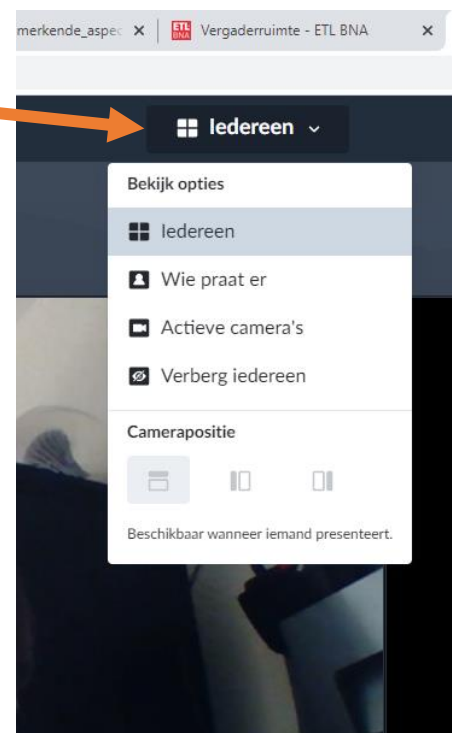 merkende_aspec
ETL BNA Vergaderruimte - ETL BNA
Iedereen
Bekijk opties
Iedereen
Wie praat er
Actieve camera's
Verberg iedereen
Camerapositie
Beschikbaar wanneer iemand presenteert.